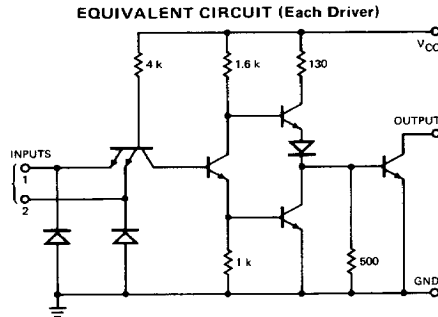 EQUIVALENT CIRCUIT (Each Driver)
VCC
4 k
1.6 k
130
OUTPUT
INPUTS
1
2
1 k
500
GND